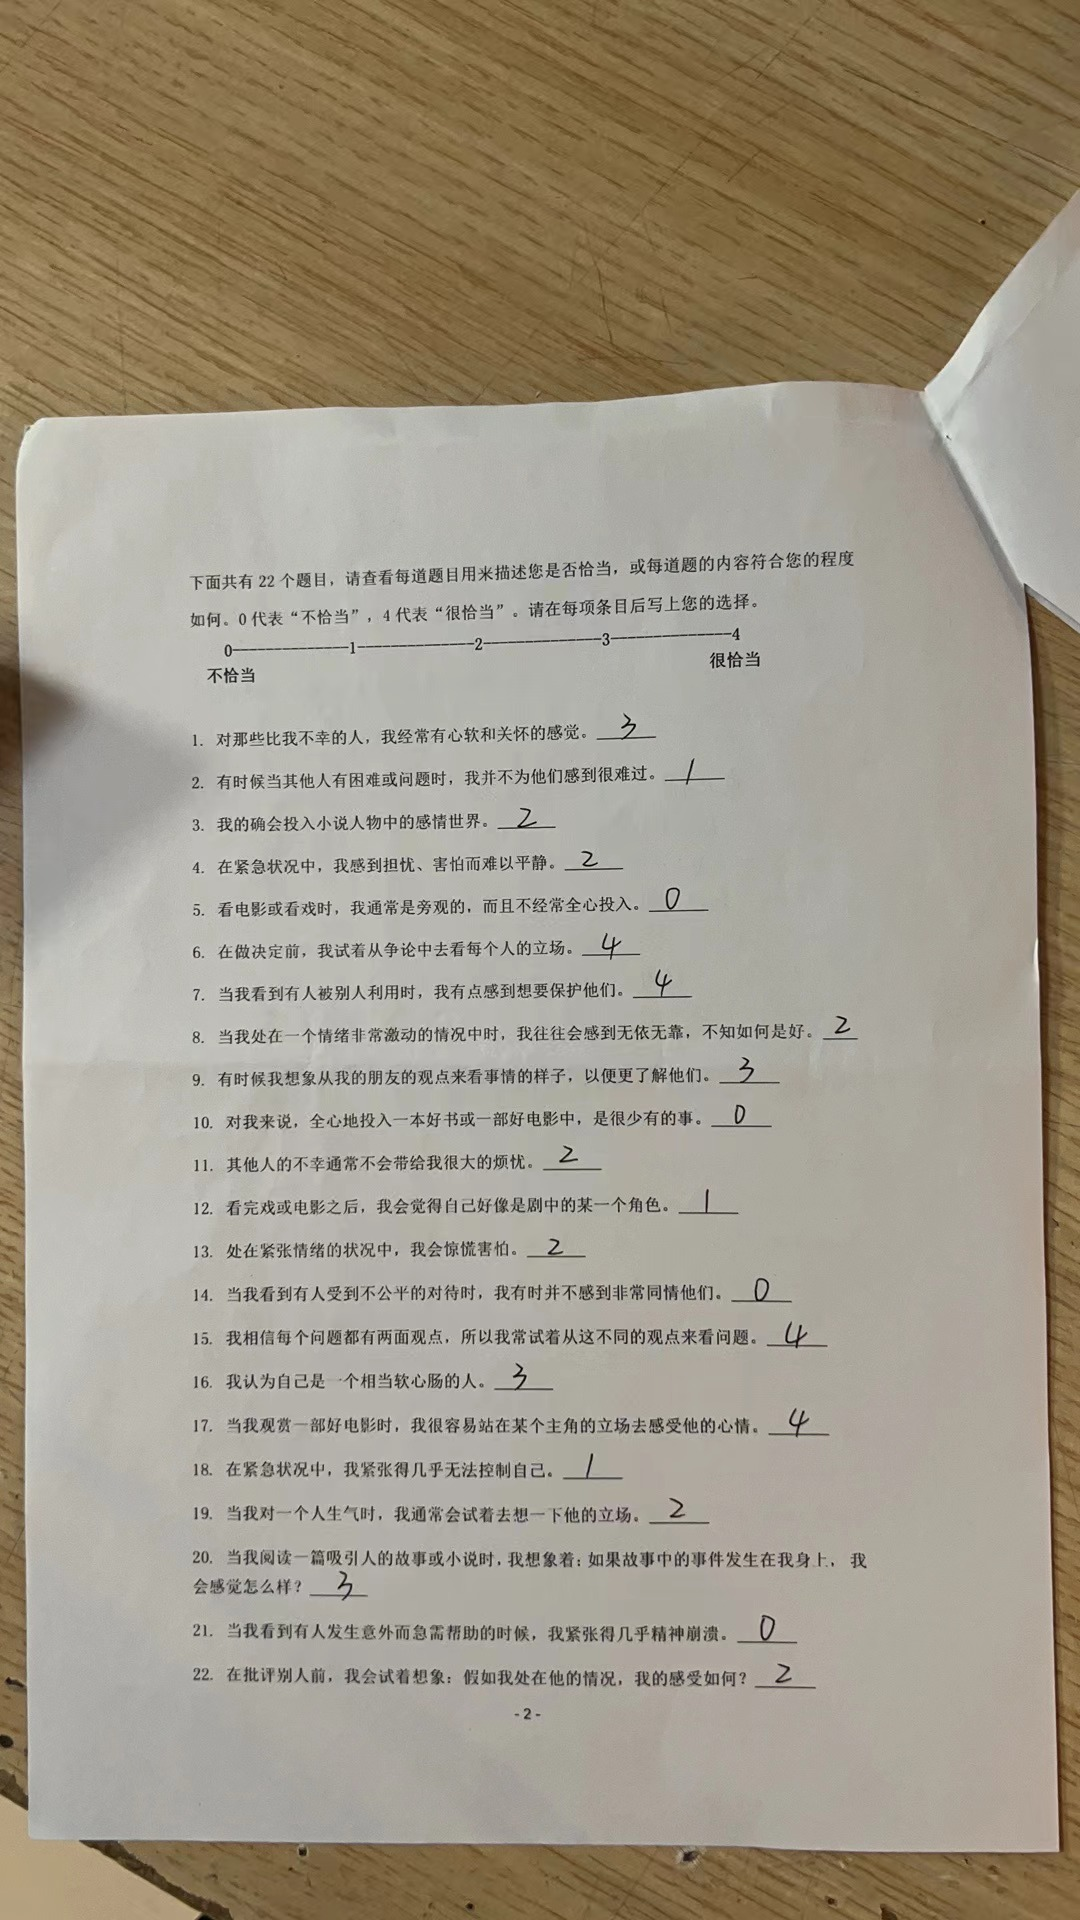 下面共有 22 个题目，请查看每道题目用来描述您是否恰当，或每道题的内容符合您的程度
如何。0 代表“不恰当”，4 代表“很恰当”。请在每项条目后写上您的选择。
0--------------1--------------2--------------3--------------4
不恰当 很恰当
1. 对那些比我不幸的人，我经常有心软和关怀的感觉。 3
2. 有时候当其他人有困难或问题时，我并不为他们感到很难过。 1
3. 我的确会投入小说人物中的感情世界。 2
4. 在紧急状况中，我感到担忧、害怕而难以平静。 2
5. 看电影或看戏时，我通常是旁观的，而且不经常全心投入。 0
6. 在做决定前，我试着从争论中去看每个人的立场。 4
7. 当我看到有人被别人利用时，我有点感到想要保护他们。 4
8. 当我处在一个情绪非常激动的情况中时，我往往会感到无依无靠，不知如何是好。 2
9. 有时候我想象从我的朋友的观点来看事情的样子，以便更了解他们。 3
10. 对我来说，全心地投入一本好书或一部好电影中，是很少有的事。 0
11. 其他人的不幸通常不会带给我很大的烦忧。 2
12. 看完戏或电影之后，我会觉得自己好像是剧中的某一个角色。 1
13. 处在紧张情绪的状况中，我会惊慌害怕。 2
14. 当我看到有人受到不公平的对待时，我有时并不感到非常同情他们。 0
15. 我相信每个问题都有两面观点，所以我常试着从这不同的观点来看问题。 4
16. 我认为自己是一个相当软心肠的人。 3
17. 当我观赏一部好电影时，我很容易站在某个主角的立场去感受他的心情。 4
18. 在紧急状况中，我紧张得几乎无法控制自己。 1
19. 当我对一个人生气时，我通常会试着去想一下他的立场。 2
20. 当我阅读一篇吸引人的故事或小说时，我想象着：如果故事中的事件发生在我身上， 我
会感觉怎么样？ 3
21. 当我看到有人发生意外而急需帮助的时候，我紧张得几乎精神崩溃。 0
22. 在批评别人前，我会试着想象：假如我处在他的情况，我的感受如何？ 2
- 2 -